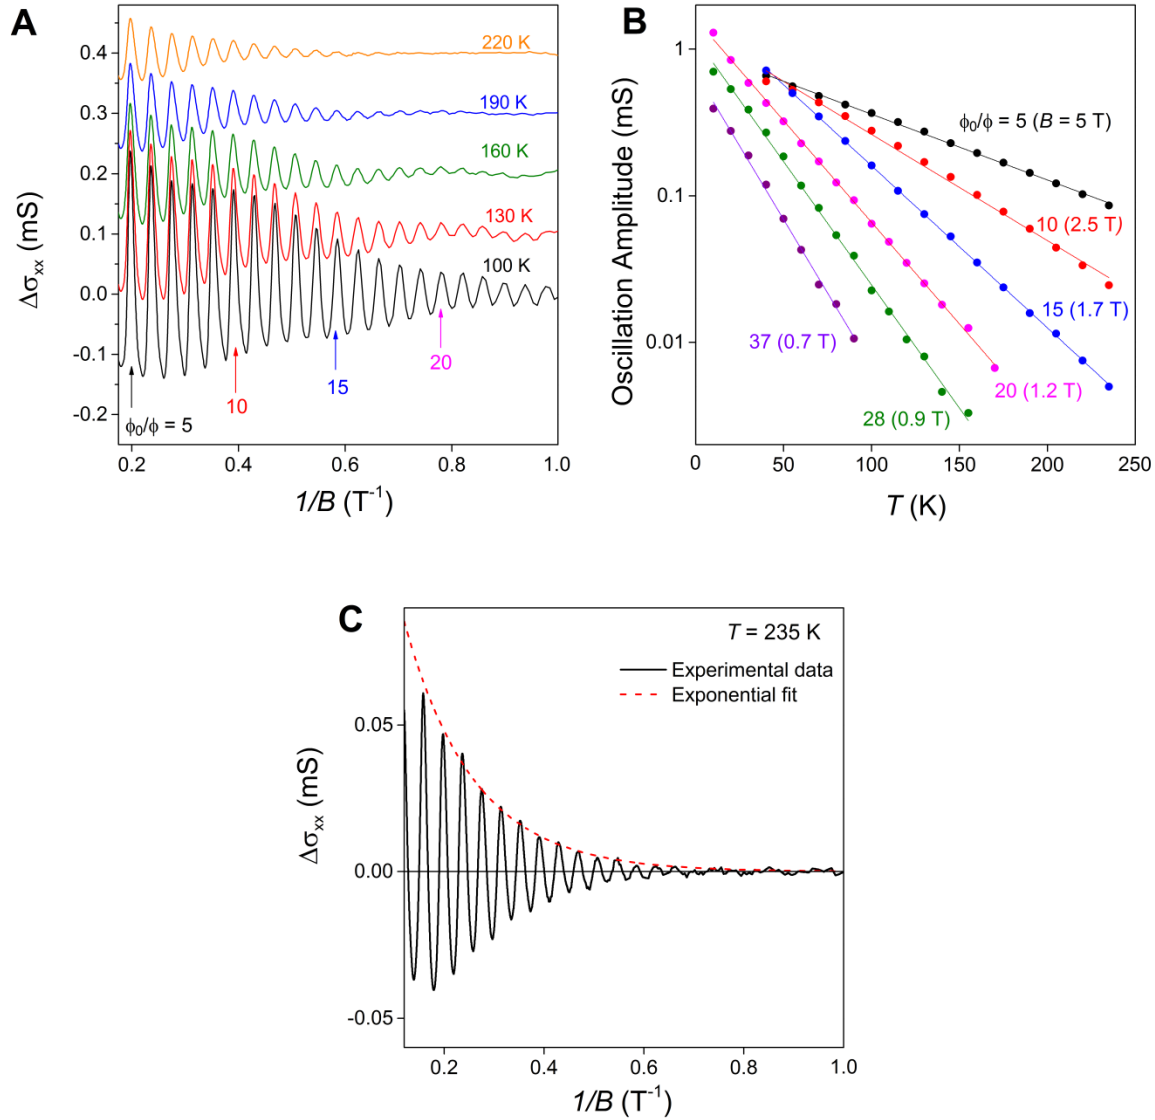 A
Δσxx (mS)
0.4
0.3
0.2
0.1
0.0
-0.1
-0.2
220 K
190 K
160 K
130 K
100 K
20
15
10
ϕ0/ϕ = 5
0.2 0.4 0.6 0.8 1.0
1/B (T⁻¹)
B
Oscillation Amplitude (mS)
1
0.1
0.01
ϕ0/ϕ = 5 (B = 5 T)
10 (2.5 T)
15 (1.7 T)
37 (0.7 T)
20 (1.2 T)
28 (0.9 T)
0 50 100 150 200 250
T (K)
C
T = 235 K
Experimental data
Exponential fit
Δσxx (mS)
0.05
0.00
-0.05
0.2 0.4 0.6 0.8 1.0
1/B (T⁻¹)